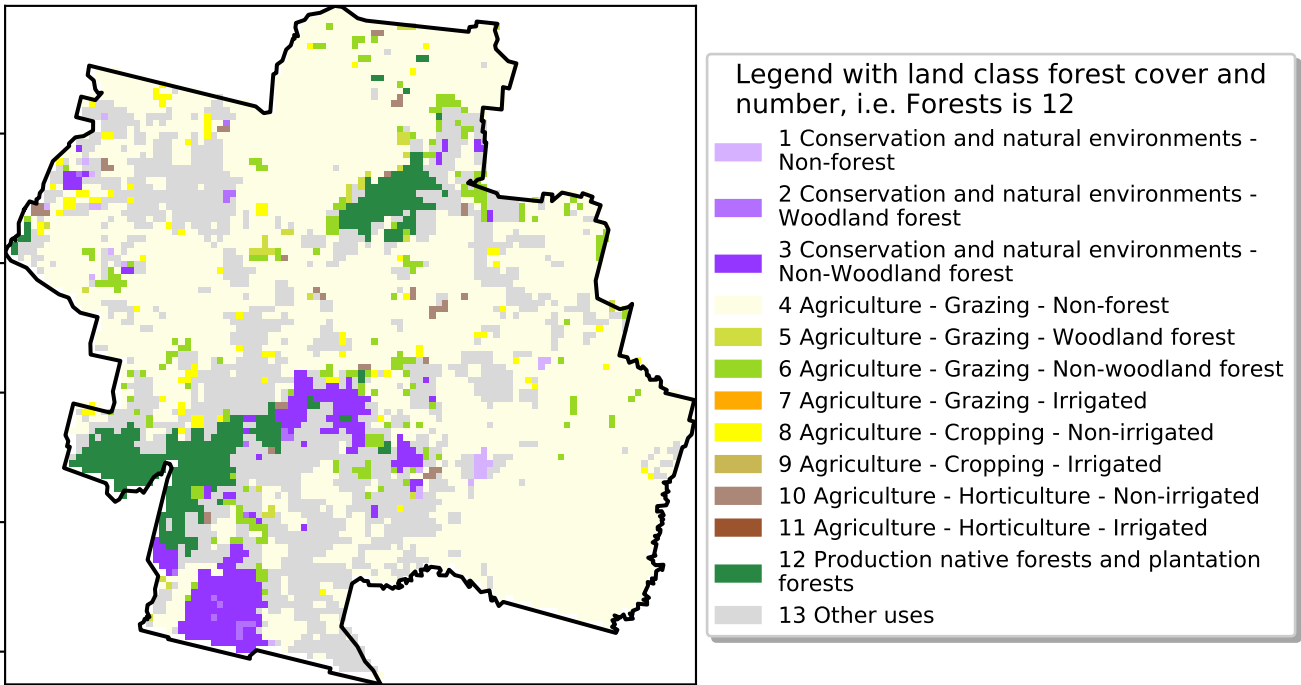 Legend with land class forest cover and
number, i.e. Forests is 12
1 Conservation and natural environments -
Non-forest
2 Conservation and natural environments -
Woodland forest
3 Conservation and natural environments -
Non-Woodland forest
4 Agriculture - Grazing - Non-forest
5 Agriculture - Grazing - Woodland forest
6 Agriculture - Grazing - Non-woodland forest
7 Agriculture - Grazing - Irrigated
8 Agriculture - Cropping - Non-irrigated
9 Agriculture - Cropping - Irrigated
10 Agriculture - Horticulture - Non-irrigated
11 Agriculture - Horticulture - Irrigated
12 Production native forests and plantation
forests
13 Other uses